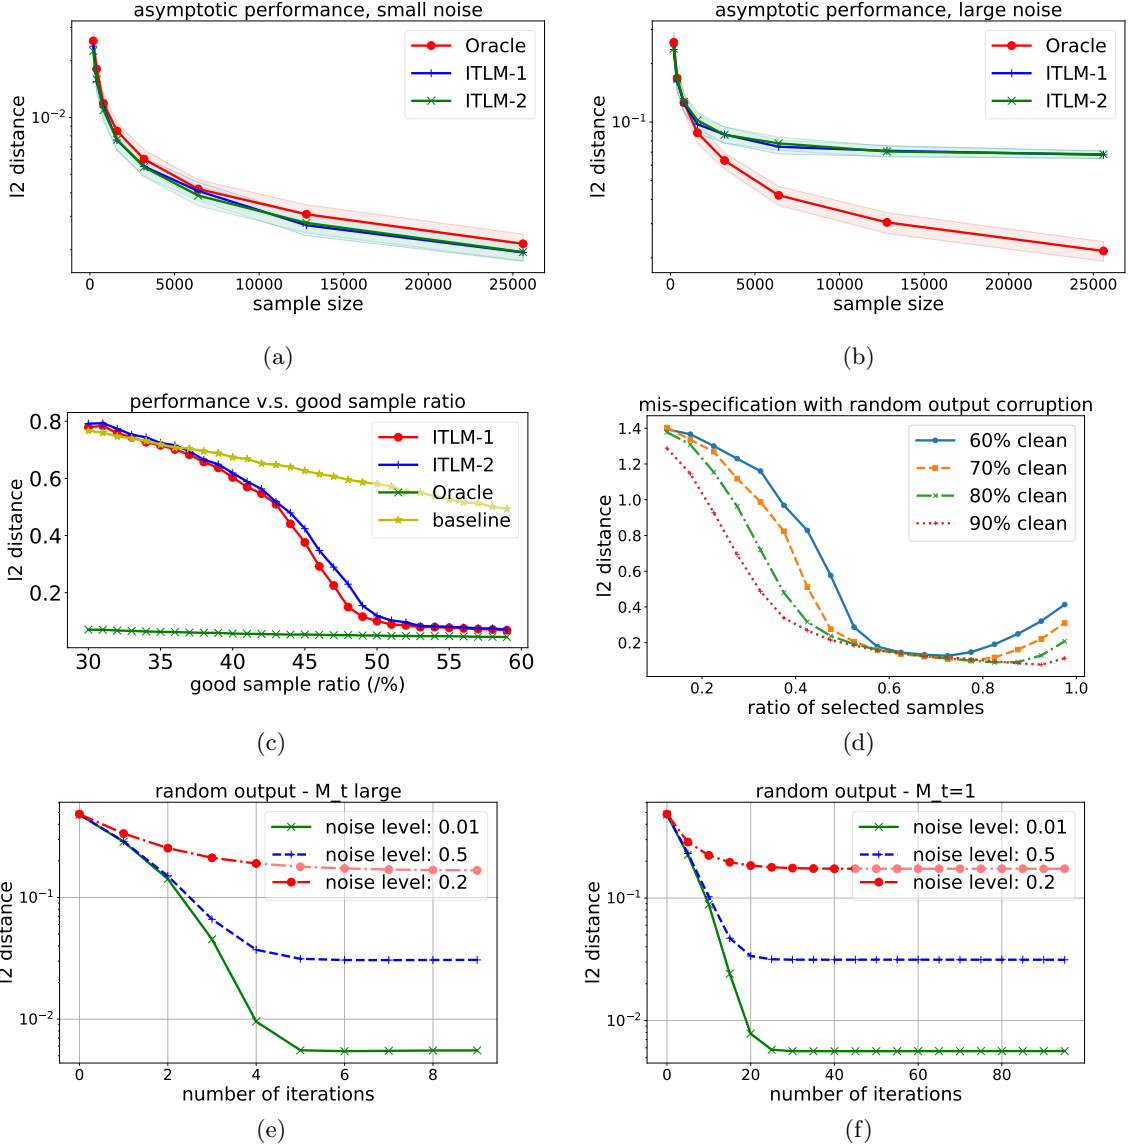 asymptotic performance, small noise
l2 distance
10⁻²
Oracle
ITLM-1
ITLM-2
0 5000 10000 15000 20000 25000
sample size
(a)
asymptotic performance, large noise
l2 distance
10⁻¹
Oracle
ITLM-1
ITLM-2
0 5000 10000 15000 20000 25000
sample size
(b)
performance v.s. good sample ratio
l2 distance
0.8
0.6
0.4
0.2
ITLM-1
ITLM-2
Oracle
baseline
30 35 40 45 50 55 60
good sample ratio (/%)
(c)
mis-specification with random output corruption
l2 distance
1.4
1.2
1.0
0.8
0.6
0.4
0.2
60% clean
70% clean
80% clean
90% clean
0.2 0.4 0.6 0.8 1.0
ratio of selected samples
(d)
random output - M_t large
l2 distance
10⁻¹
10⁻²
noise level: 0.01
noise level: 0.5
noise level: 0.2
0 2 4 6 8
number of iterations
(e)
random output - M_t=1
l2 distance
10⁻¹
10⁻²
noise level: 0.01
noise level: 0.5
noise level: 0.2
0 20 40 60 80
number of iterations
(f)